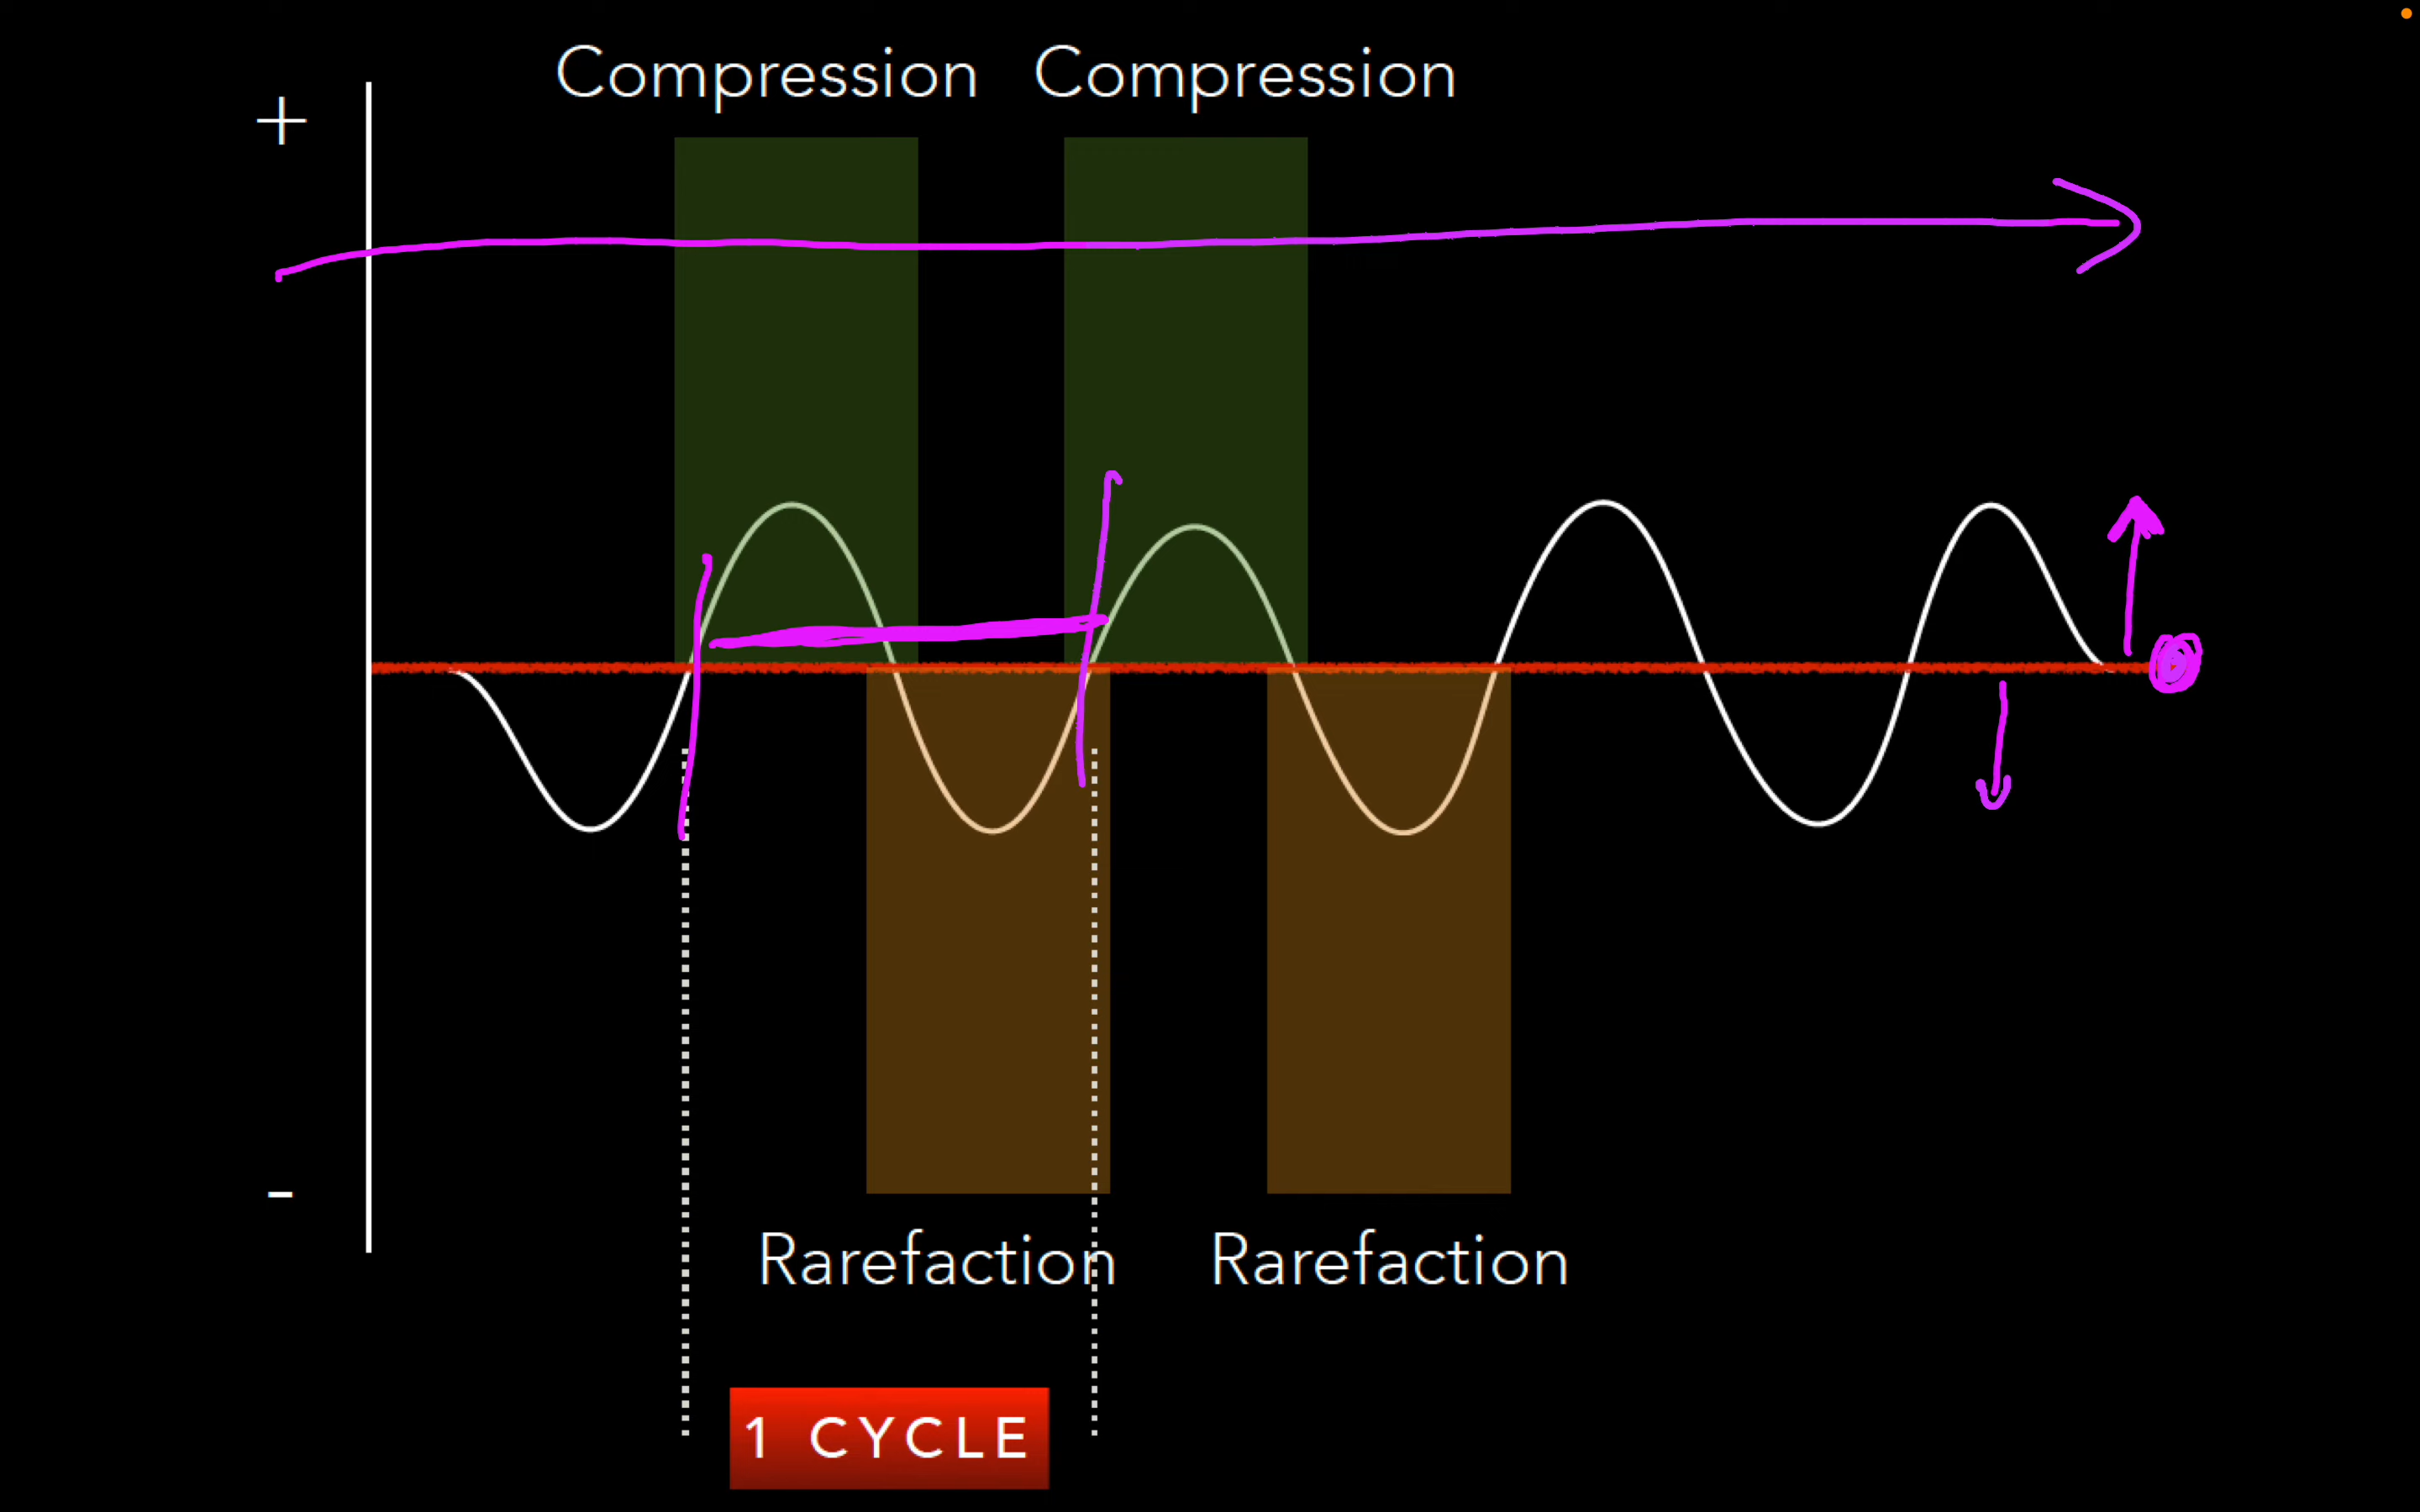 Compression Compression
+
-
Rarefaction Rarefaction
1 CYCLE